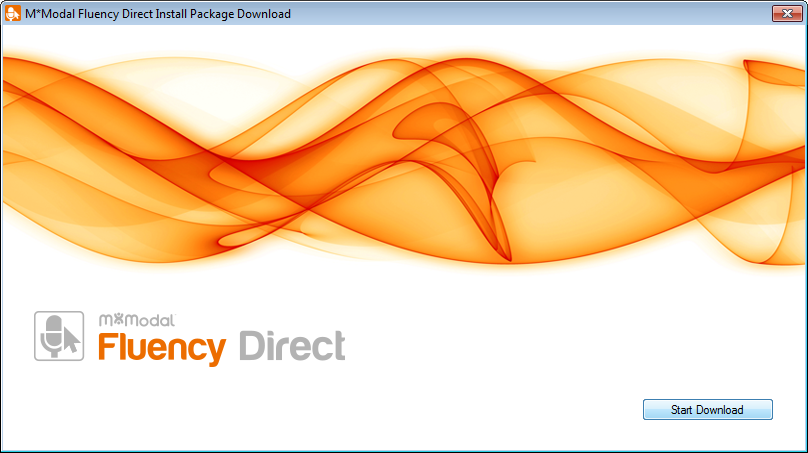 M*Modal Fluency Direct Install Package Download
M*Modal
Fluency Direct
Start Download